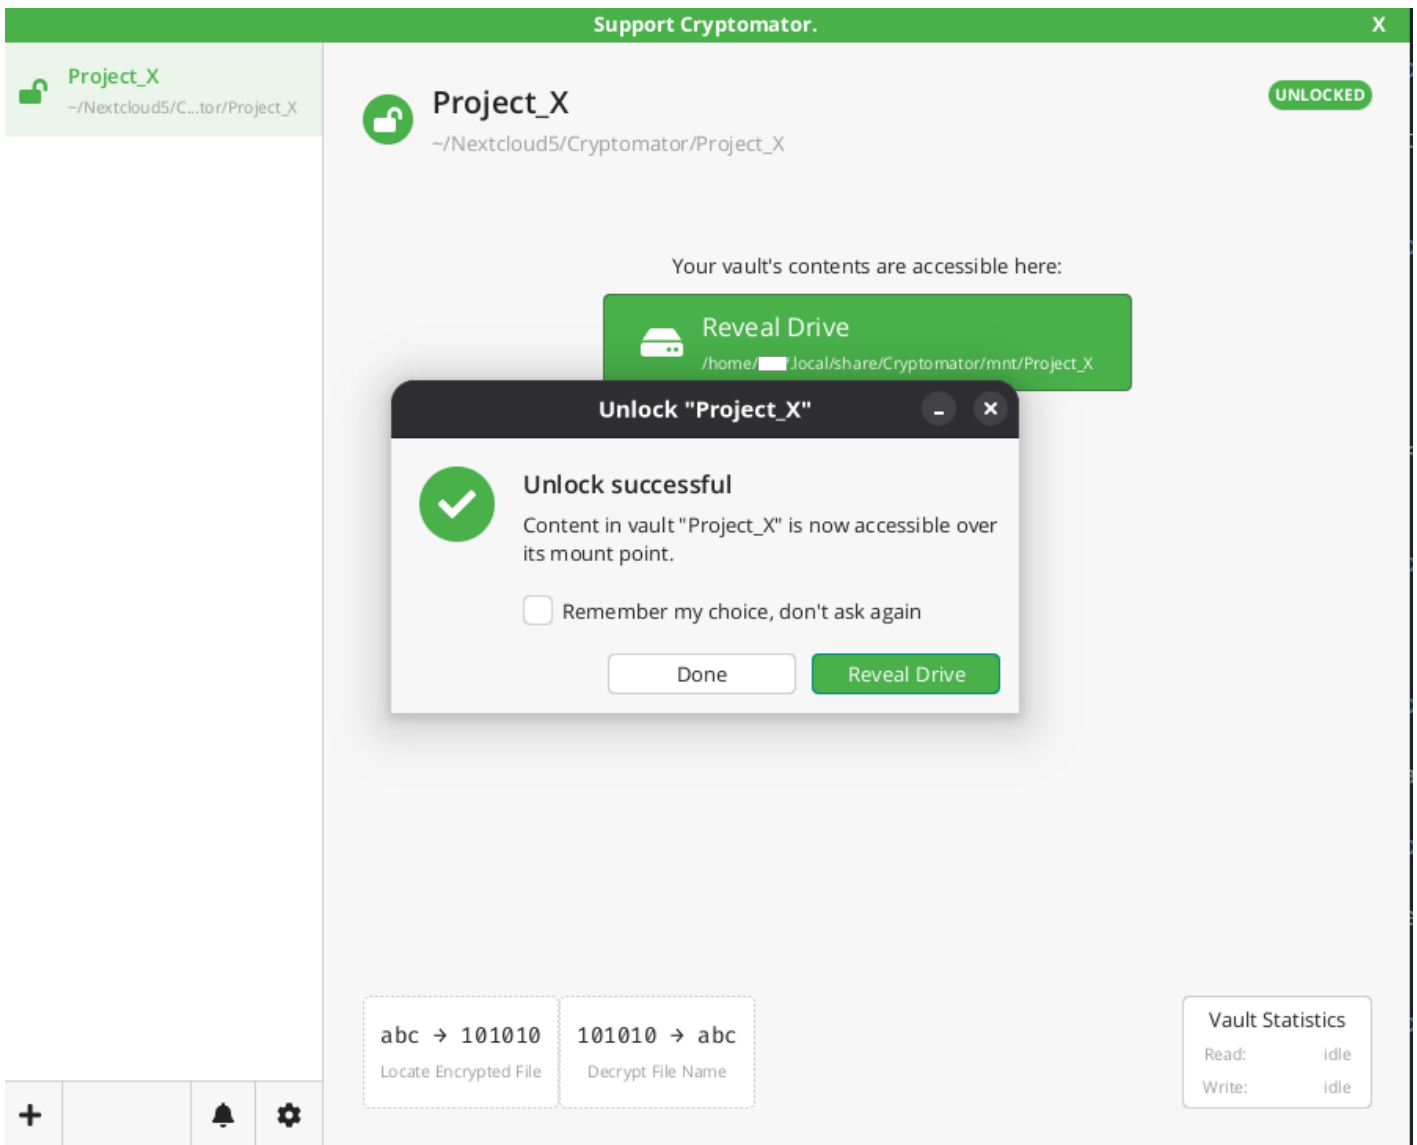 Support Cryptomator.
X
Project_X
~/Nextcloud5/C...tor/Project_X
Project_X
~/Nextcloud5/Cryptomator/Project_X
UNLOCKED
Your vault's contents are accessible here:
Reveal Drive
/home/ /.local/share/Cryptomator/mnt/Project_X
Unlock "Project_X"
Unlock successful
Content in vault "Project_X" is now accessible over
its mount point.
Remember my choice, don't ask again
Done
Reveal Drive
abc → 101010
Locate Encrypted File
101010 → abc
Decrypt File Name
Vault Statistics
Read: idle
Write: idle